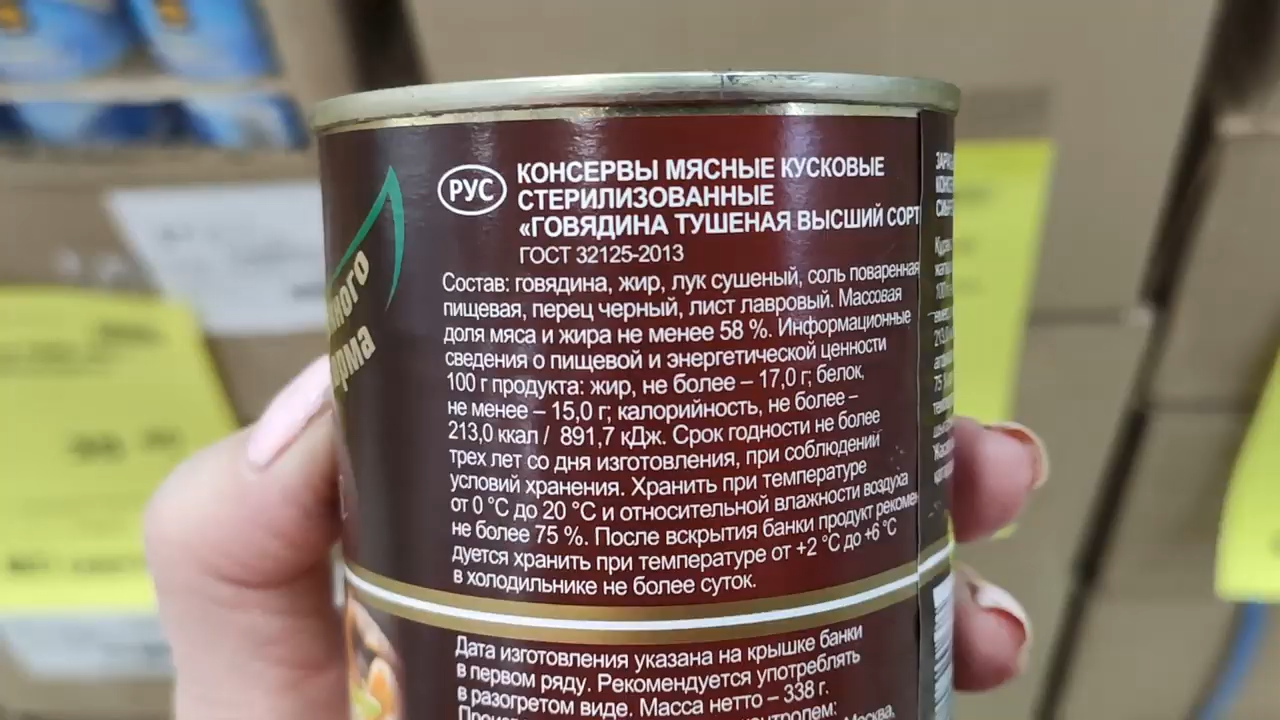 РУС
КОНСЕРВЫ МЯСНЫЕ КУСКОВЫЕ
СТЕРИЛИЗОВАННЫЕ
«ГОВЯДИНА ТУШЕНАЯ ВЫСШИЙ СОРТ
ГОСТ 32125-2013
Состав: говядина, жир, лук сушеный, соль поваренная
пищевая, перец черный, лист лавровый. Массовая
доля мяса и жира не менее 58 %. Информационные
сведения о пищевой и энергетической ценности
100 г продукта: жир, не более – 17,0 г; белок,
не менее – 15,0 г; калорийность, не более –
213,0 ккал / 891,7 кДж. Срок годности не более
трех лет со дня изготовления, при соблюдений
условий хранения. Хранить при температуре
от 0 °С до 20 °С и относительной влажности воздуха
не более 75 %. После вскрытия банки продукт рекомен
дуется хранить при температуре от +2 °С до +6 °С
в холодильнике не более суток.
Дата изготовления указана на крышке банки
в первом ряду. Рекомендуется употреблять
в разогретом виде. Масса нетто – 338 г.
Москва,